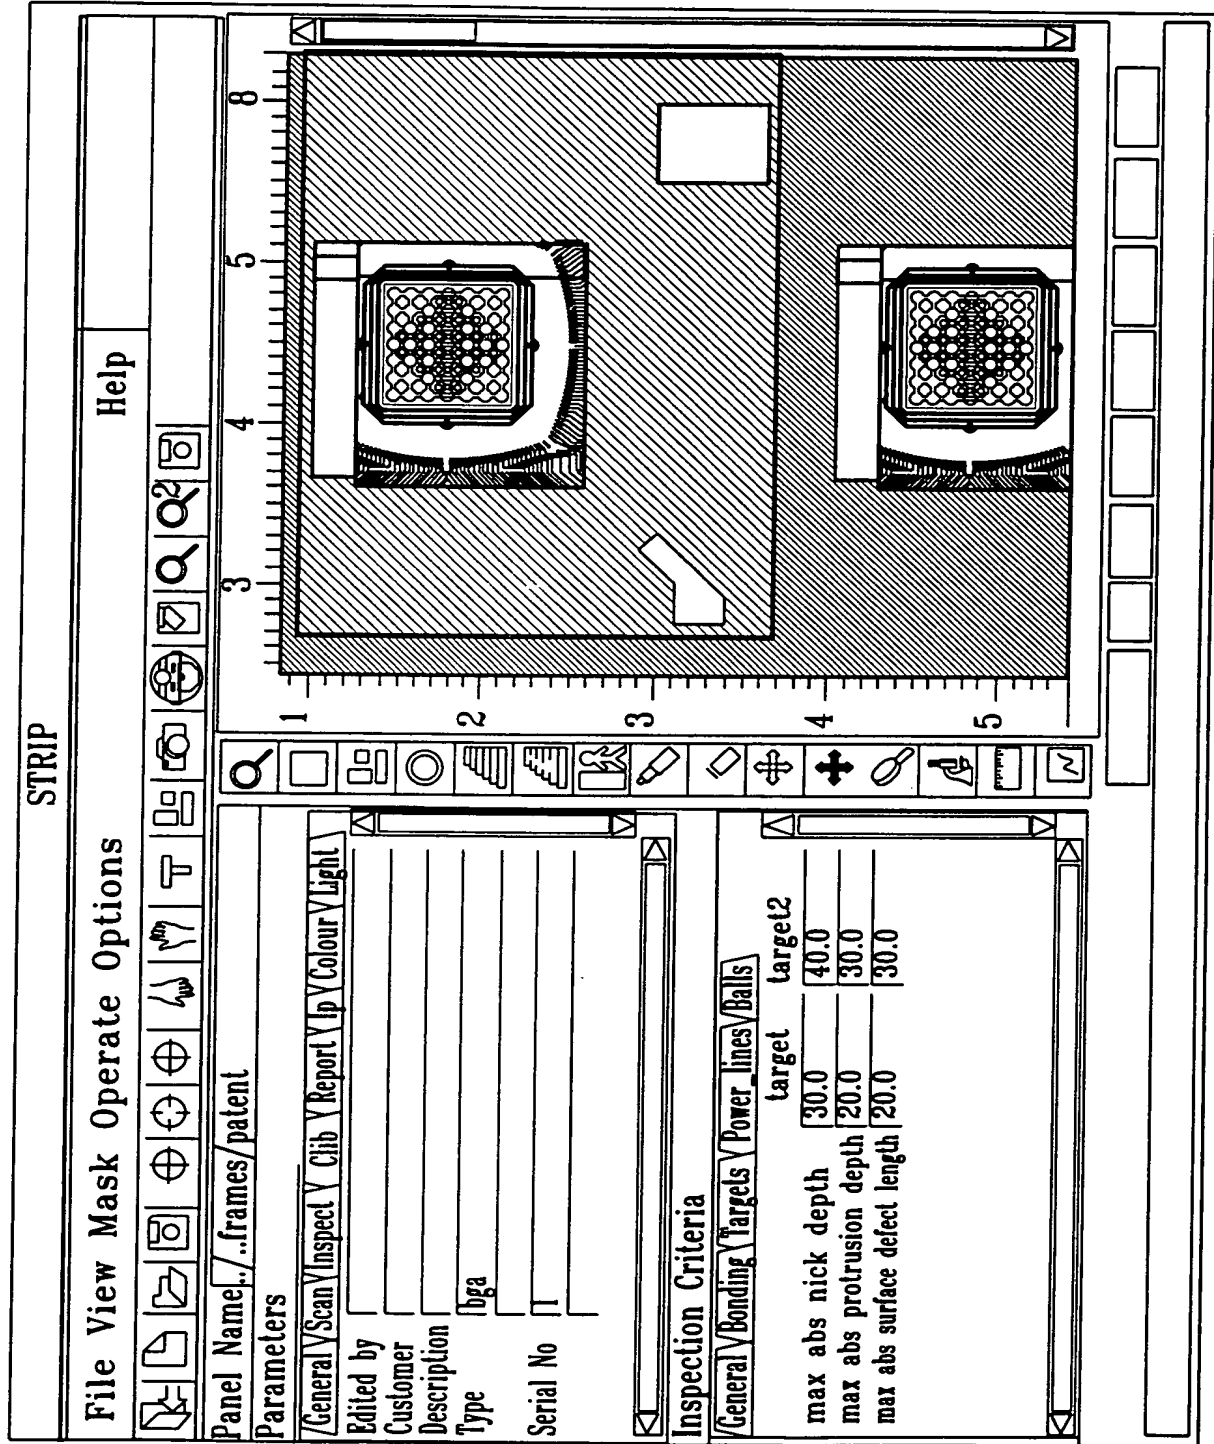 STRIP
File View Mask Operate Options Help
2
Panel Name ../..frames/patent
Parameters
General Scan Inspect Clib Report Ip Colour Light
Edited by
Customer
Description
Type bga
Serial No 1
Inspection Criteria
General Bonding Targets Power_lines Balls
target target2
max abs nick depth 30.0 40.0
max abs protrusion depth 20.0 30.0
max abs surface defect length 20.0 30.0
3 4 5 8
1
2
3
4
5